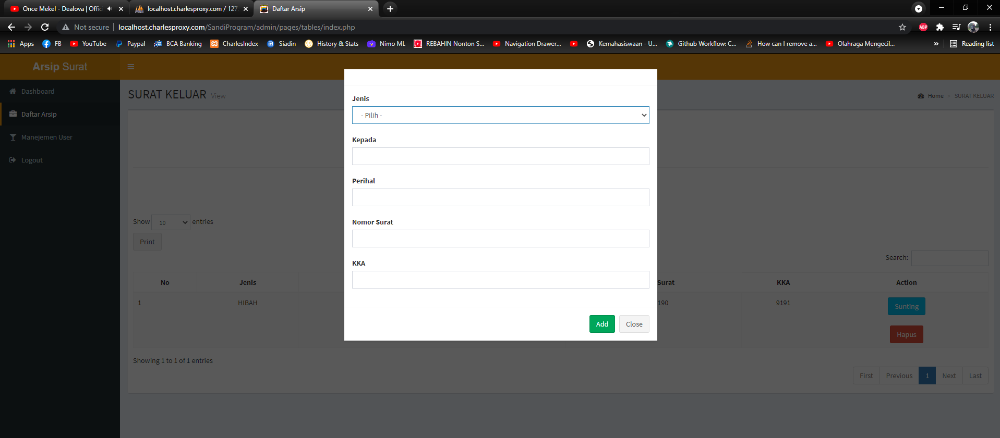 Once Mekel - Dealova | Offic
localhost.charlesproxy.com / 127.
Daftar Arsip
Not secure
localhost.charlesproxy.com/SandiProgram/admin/pages/tables/index.php
ABP
Apps
FB
YouTube
Paypal
BCA Banking
CharlesIndex
Siadin
History & Stats
Nimo ML
REBAHIN Nonton S...
Navigation Drawer...
Kemahasiswaan - U...
Github Workflow: C...
How can I remove a...
Olahraga Mengecil...
»
Reading list
Arsip Surat
Dashboard
Daftar Arsip
Manejemen User
Logout
SURAT KELUAR View
Home > SURAT KELUAR
Jenis
- Pilih -
Kepada
Perihal
Nomor Surat
KKA
Add
Close
Show 10 entries
Print
Search:
No
Jenis
Surat
KKA
Action
1
HIBAH
190
9191
Sunting
Hapus
Showing 1 to 1 of 1 entries
First
Previous
1
Next
Last